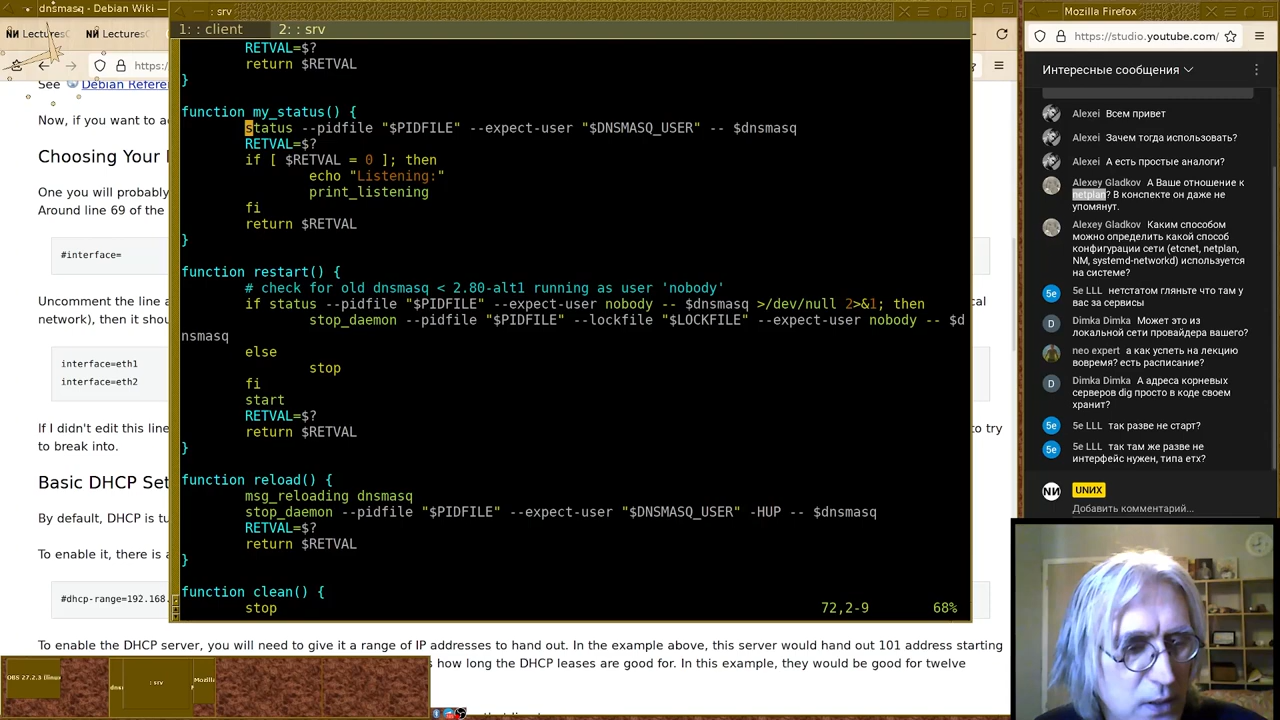 dnsmasq - Debian Wiki —
: srv
Mozilla Firefox
Lectures
Lectures
1: : client
2: : srv
https://studio.youtube.com/
https:
See Debian Refere
Now, if you want to a
Choosing Your
One you will probably
Around line 69 of the
#interface=
Uncomment the line a
cal
network), then it shou
interface=eth1
interface=eth2
If I didn't edit this line
to try
to break into.
Basic DHCP Set
By default, DHCP is tu
To enable it, there is a
#dhcp-range=192.168.
To enable the DHCP server, you will need to give it a range of IP addresses to hand out. In the example above, this server would hand out 101 address starting
how long the DHCP leases are good for. In this example, they would be good for twelve
RETVAL=$?
return $RETVAL
}
function my_status() {
status --pidfile "$PIDFILE" --expect-user "$DNSMASQ_USER" -- $dnsmasq
RETVAL=$?
if [ $RETVAL = 0 ]; then
echo "Listening:"
print_listening
fi
return $RETVAL
}
function restart() {
# check for old dnsmasq < 2.80-alt1 running as user 'nobody'
if status --pidfile "$PIDFILE" --expect-user nobody -- $dnsmasq >/dev/null 2>&1; then
stop_daemon --pidfile "$PIDFILE" --lockfile "$LOCKFILE" --expect-user nobody -- $d
nsmasq
else
stop
fi
start
RETVAL=$?
return $RETVAL
}
function reload() {
msg_reloading dnsmasq
stop_daemon --pidfile "$PIDFILE" --expect-user "$DNSMASQ_USER" -HUP -- $dnsmasq
RETVAL=$?
return $RETVAL
}
function clean() {
stop
72,2-9 68%
Интересные сообщения
Alexei Всем привет
Alexei Зачем тогда использовать?
Alexei А есть простые аналоги?
Alexey Gladkov А Ваше отношение к
netplan? В конспекте он даже не
упомянут.
Alexey Gladkov Каким способом
можно определить какой способ
конфигурации сети (etcnet, netplan,
NM, systemd-networkd) используется
на системе?
5e 5e LLL нетстатом гляньте что там у
вас за сервисы
D Dimka Dimka Может это из
локальной сети провайдера вашего?
neo expert а как успеть на лекцию
вовремя? есть расписание?
D Dimka Dimka А адреса корневых
серверов dig просто в коде своем
хранит?
5e 5e LLL так разве не старт?
5e 5e LLL так там же разве не
интерфейс нужен, типа етх?
UNИX
Добавить комментарий...
OBS 27.2.3 (linux
dns
: srv
Mozill